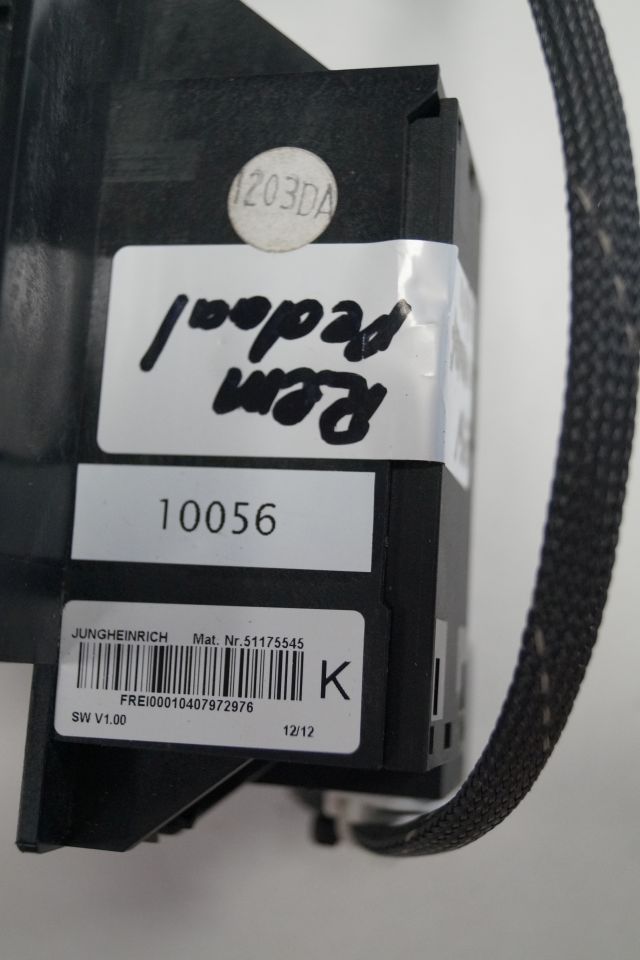 1203DA
Rem
Pedaal
10056
JUNGHEINRICH Mat. Nr.51175545
K
FREI00010407972976
SW V1.00 12/12